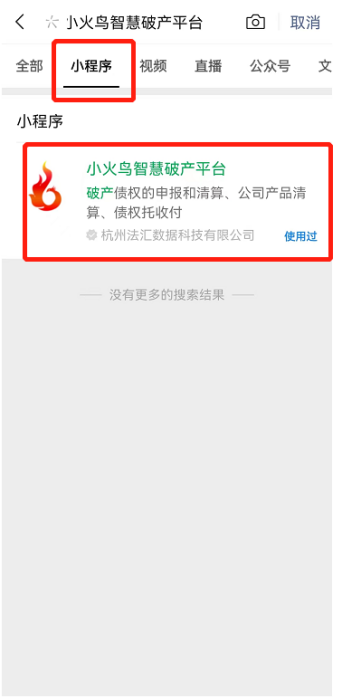 小火鸟智慧破产平台 取消
全部 小程序 视频 直播 公众号 文
小程序
小火鸟智慧破产平台
破产债权的申报和清算、公司产品清
算、债权托收付
杭州法汇数据科技有限公司 使用过
没有更多的搜索结果